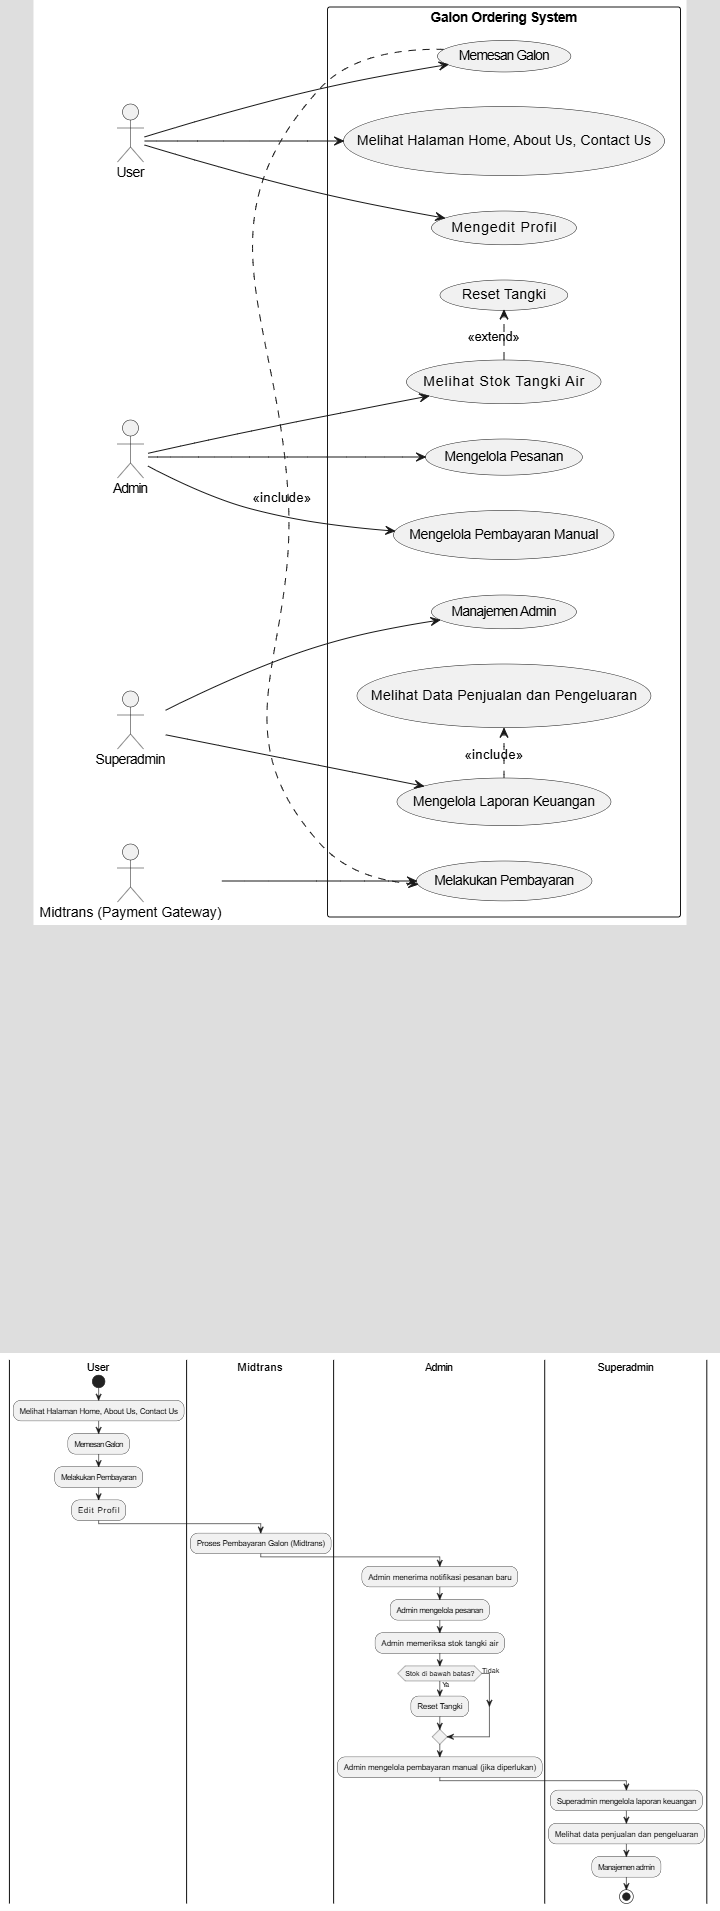 Galon Ordering System
Memesan Galon
Melihat Halaman Home, About Us, Contact Us
User
Mengedit Profil
Reset Tangki
«extend»
Melihat Stok Tangki Air
Mengelola Pesanan
Admin
«include»
Mengelola Pembayaran Manual
Manajemen Admin
Melihat Data Penjualan dan Pengeluaran
Superadmin
«include»
Mengelola Laporan Keuangan
Melakukan Pembayaran
Midtrans (Payment Gateway)
User
Midtrans
Admin
Superadmin
Melihat Halaman Home, About Us, Contact Us
Memesan Galon
Melakukan Pembayaran
Edit Profil
Proses Pembayaran Galon (Midtrans)
Admin menerima notifikasi pesanan baru
Admin mengelola pesanan
Admin memeriksa stok tangki air
Stok di bawah batas?
Tidak
Ya
Reset Tangki
Admin mengelola pembayaran manual (jika diperlukan)
Superadmin mengelola laporan keuangan
Melihat data penjualan dan pengeluaran
Manajemen admin